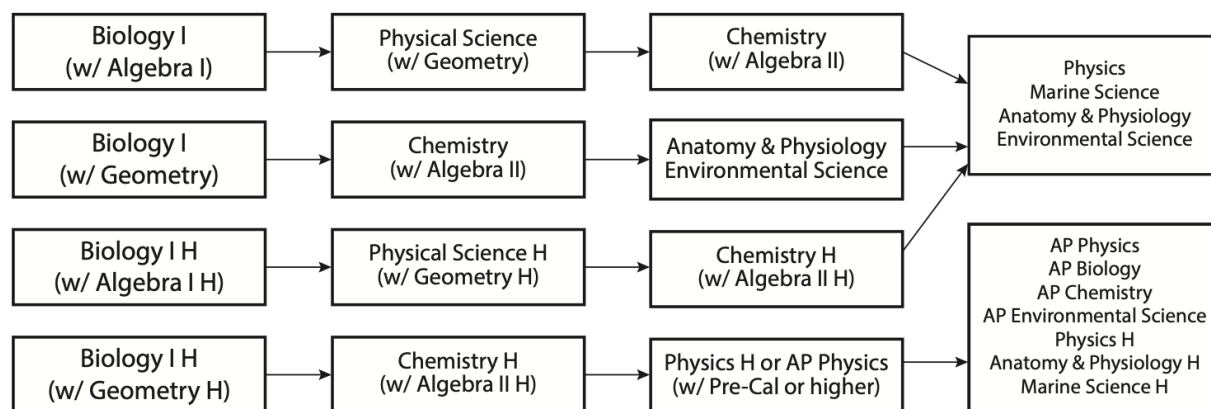 Biology I
(w/ Algebra I)
Physical Science
(w/ Geometry)
Chemistry
(w/ Algebra II)
Physics
Marine Science
Anatomy & Physiology
Environmental Science
Biology I
(w/ Geometry)
Chemistry
(w/ Algebra II)
Anatomy & Physiology
Environmental Science
Biology I H
(w/ Algebra I H)
Physical Science H
(w/ Geometry H)
Chemistry H
(w/ Algebra II H)
AP Physics
AP Biology
AP Chemistry
AP Environmental Science
Physics H
Anatomy & Physiology H
Marine Science H
Biology I H
(w/ Geometry H)
Chemistry H
(w/ Algebra II H)
Physics H or AP Physics
(w/ Pre-Cal or higher)